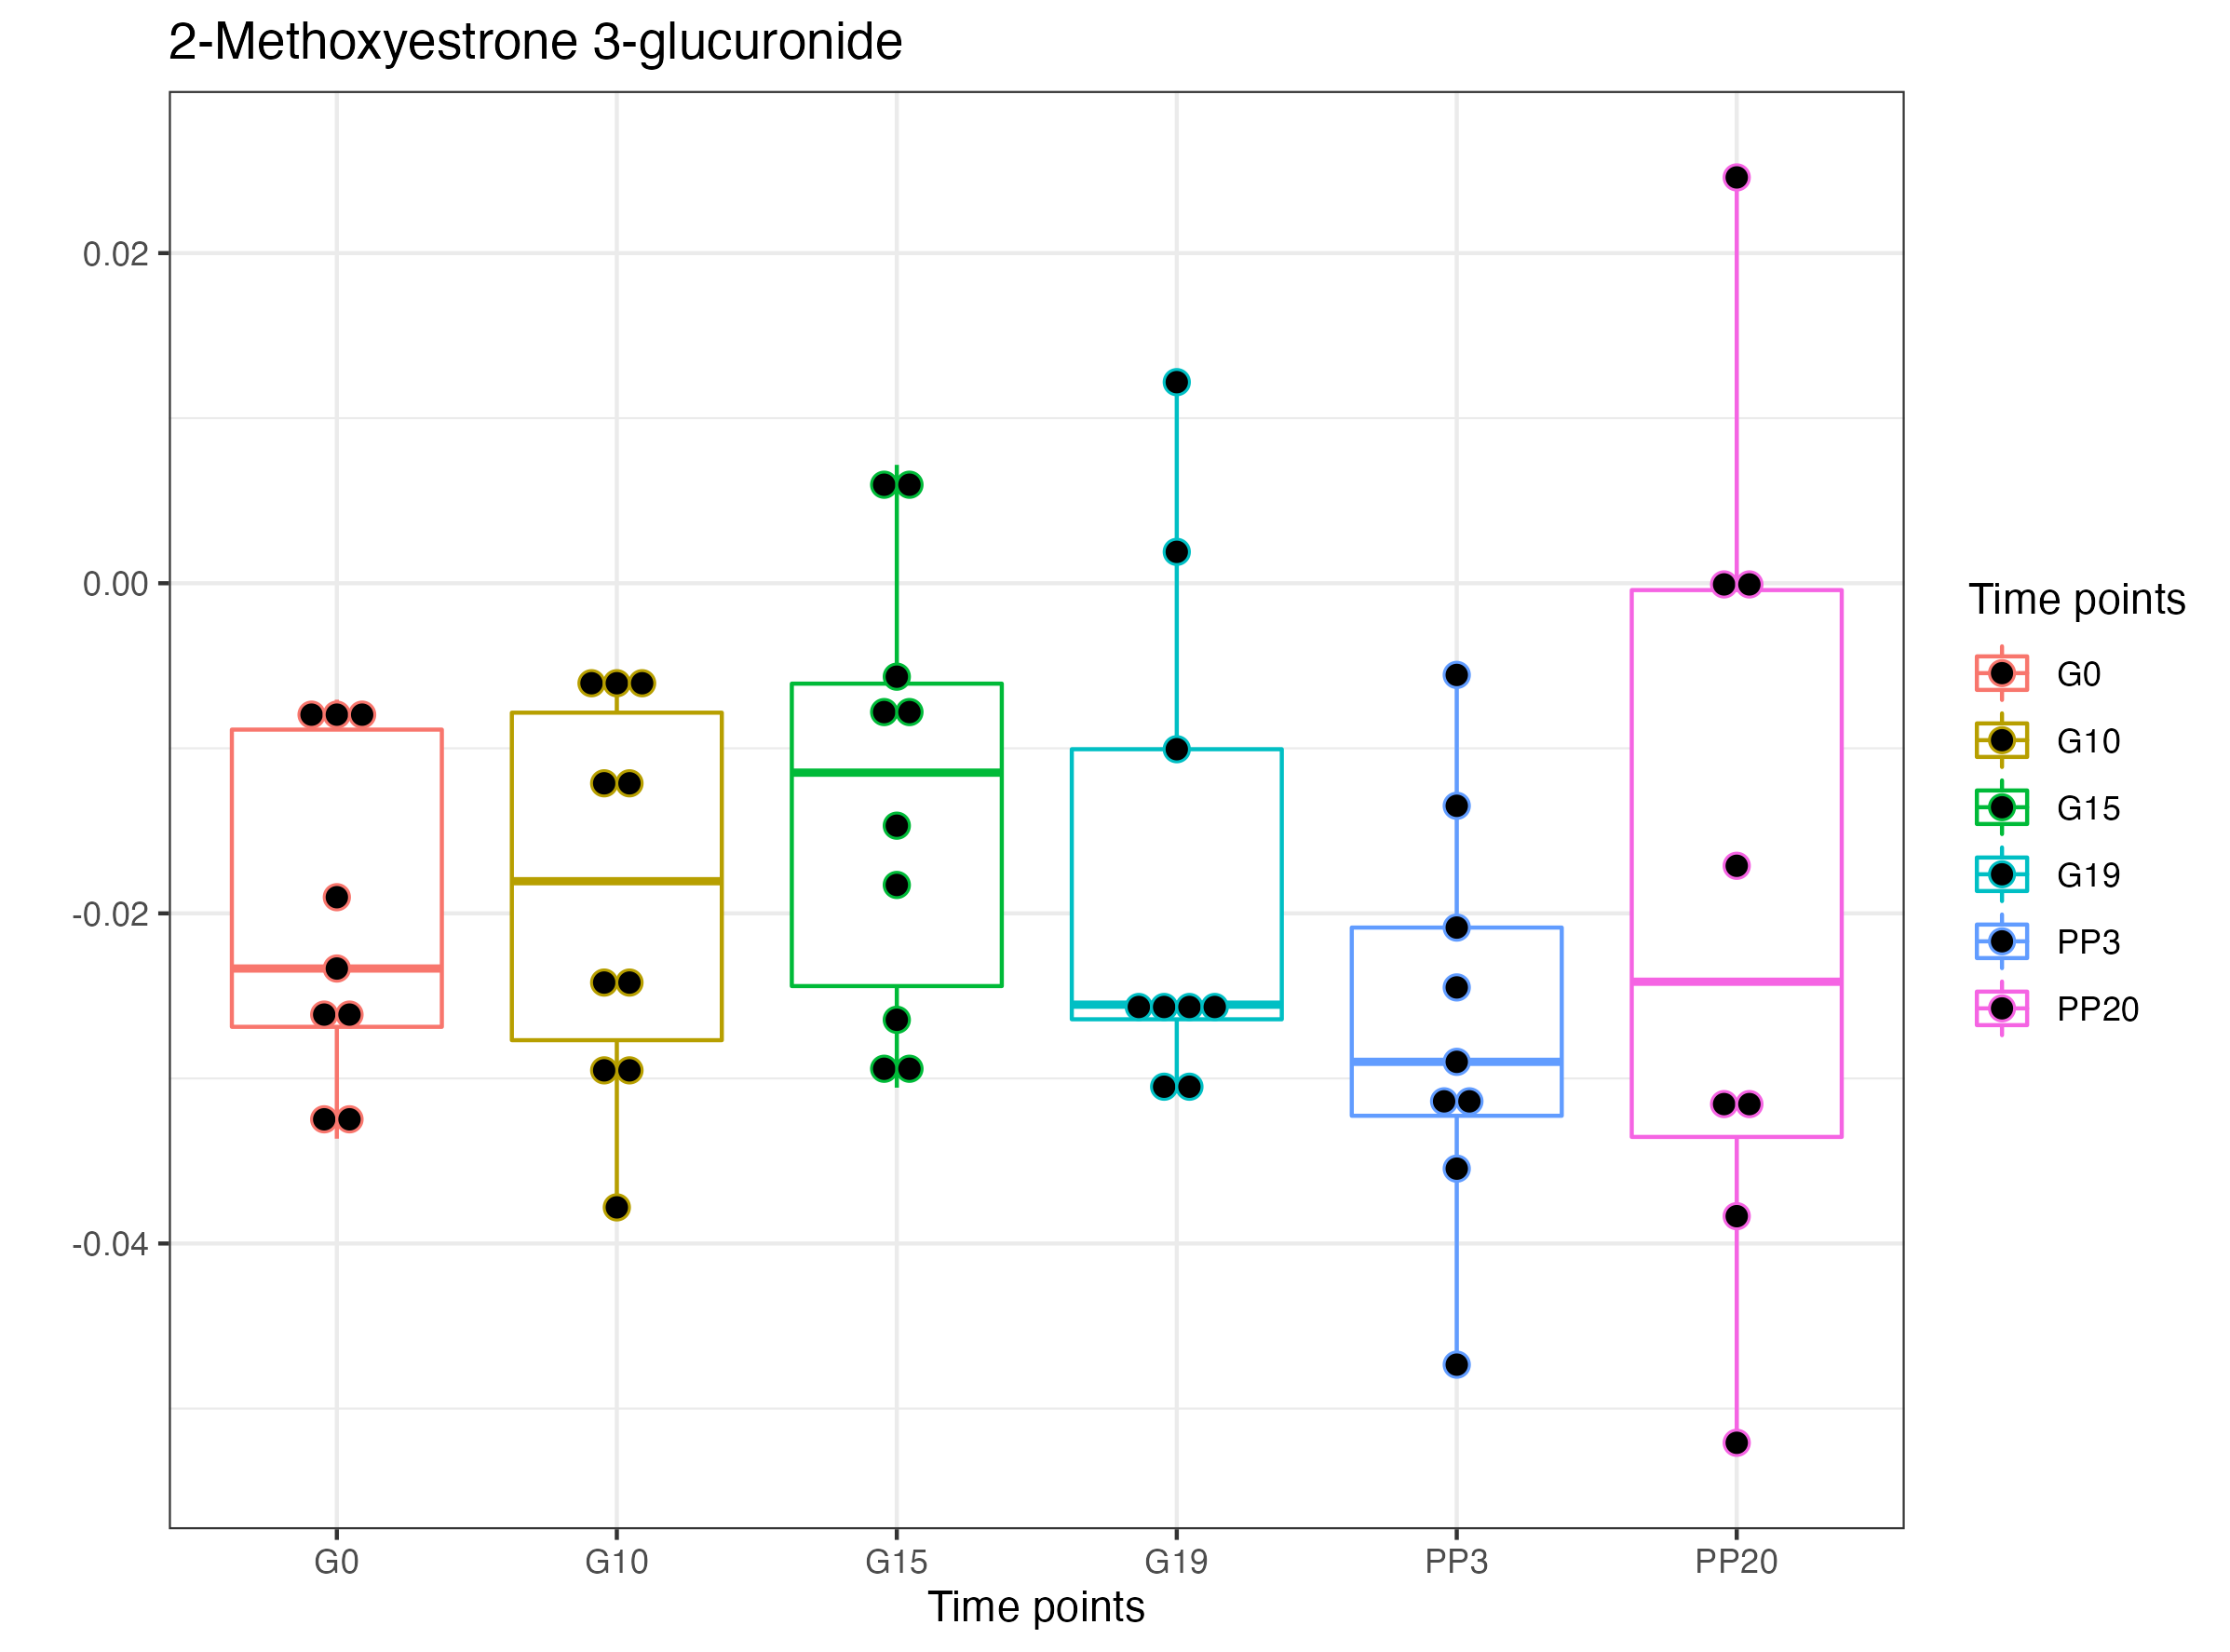 2-Methoxyestrone 3-glucuronide
0.02
0.00
-0.02
-0.04
G0 G10 G15 G19 PP3 PP20
Time points
Time points
G0
G10
G15
G19
PP3
PP20